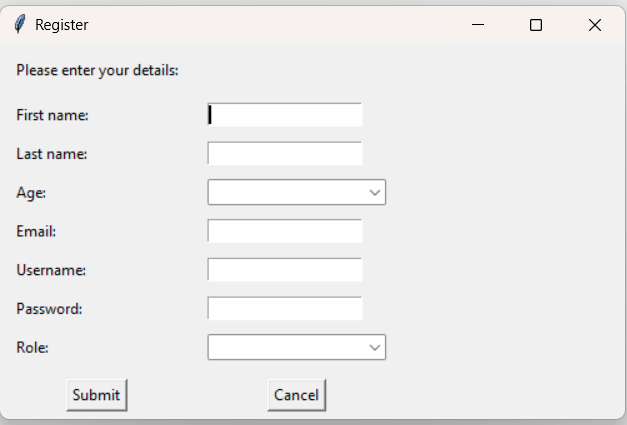 Register
Please enter your details:
First name:
Last name:
Age:
Email:
Username:
Password:
Role:
Submit Cancel